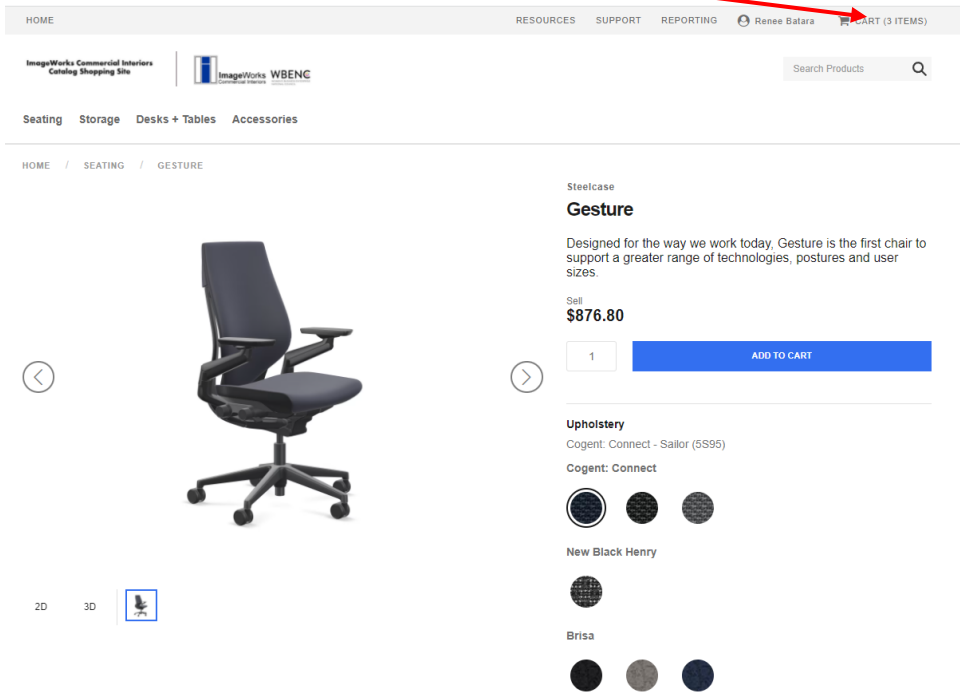 HOME
RESOURCES SUPPORT REPORTING Renee Batara CART (3 ITEMS)
ImageWorks Commercial Interiors
Catalog Shopping Site
ImageWorks WBENC
Commercial Interiors
Search Products
Seating Storage Desks + Tables Accessories
HOME / SEATING / GESTURE
Steelcase
Gesture
Designed for the way we work today, Gesture is the first chair to
support a greater range of technologies, postures and user
sizes.
Sell
$876.80
1 ADD TO CART
Upholstery
Cogent: Connect - Sailor (5S95)
Cogent: Connect
New Black Henry
2D 3D
Brisa